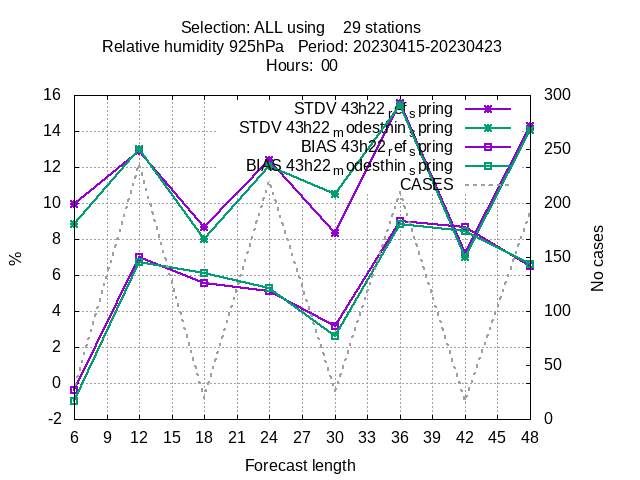 Selection: ALL using 29 stations
Relative humidity 925hPa Period: 20230415-20230423
Hours: 00
STDV 43h22_ref_spring
STDV 43h22_modesthin_spring
BIAS 43h22_ref_spring
BIAS 43h22_modesthin_spring
CASES
16
14
12
10
8
6
4
2
0
-2
%
300
250
200
150
100
50
0
No cases
6 9 12 15 18 21 24 27 30 33 36 39 42 45 48
Forecast length